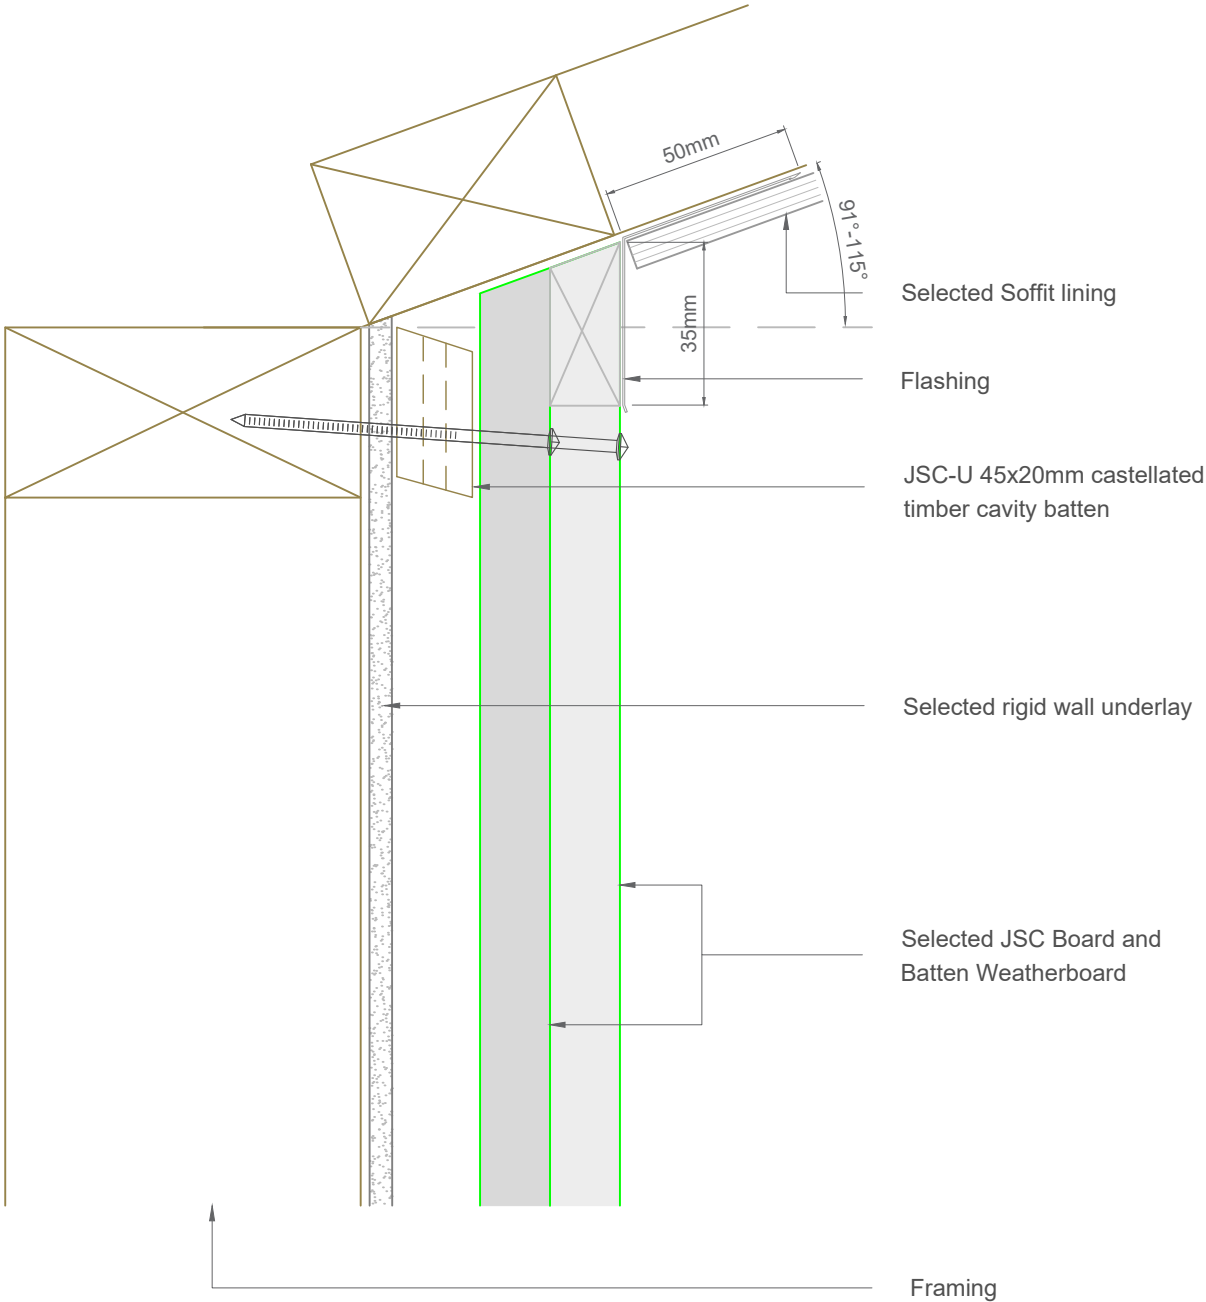 50mm
91°-115°
Selected Soffit lining
35mm
Flashing
JSC-U 45x20mm castellated
timber cavity batten
Selected rigid wall underlay
Selected JSC Board and
Batten Weatherboard
Framing